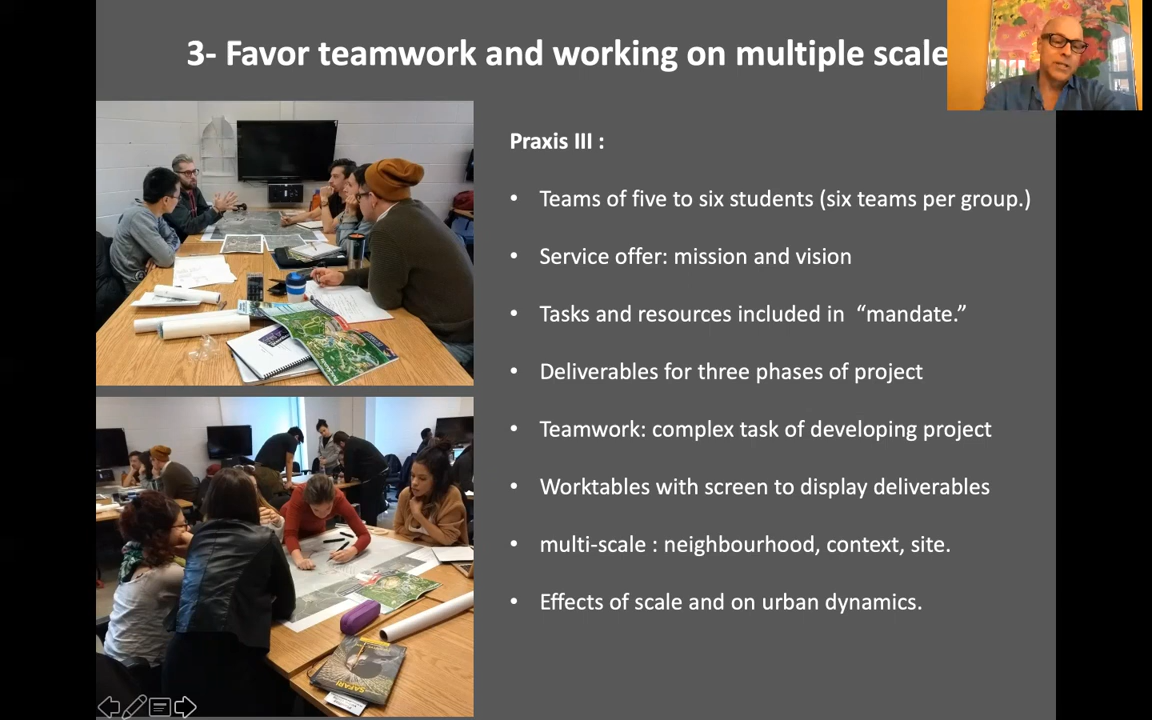 3- Favor teamwork and working on multiple scale
Praxis III :
• Teams of five to six students (six teams per group.)
• Service offer: mission and vision
• Tasks and resources included in “mandate.”
• Deliverables for three phases of project
• Teamwork: complex task of developing project
• Worktables with screen to display deliverables
• multi-scale : neighbourhood, context, site.
• Effects of scale and on urban dynamics.
SAFARI